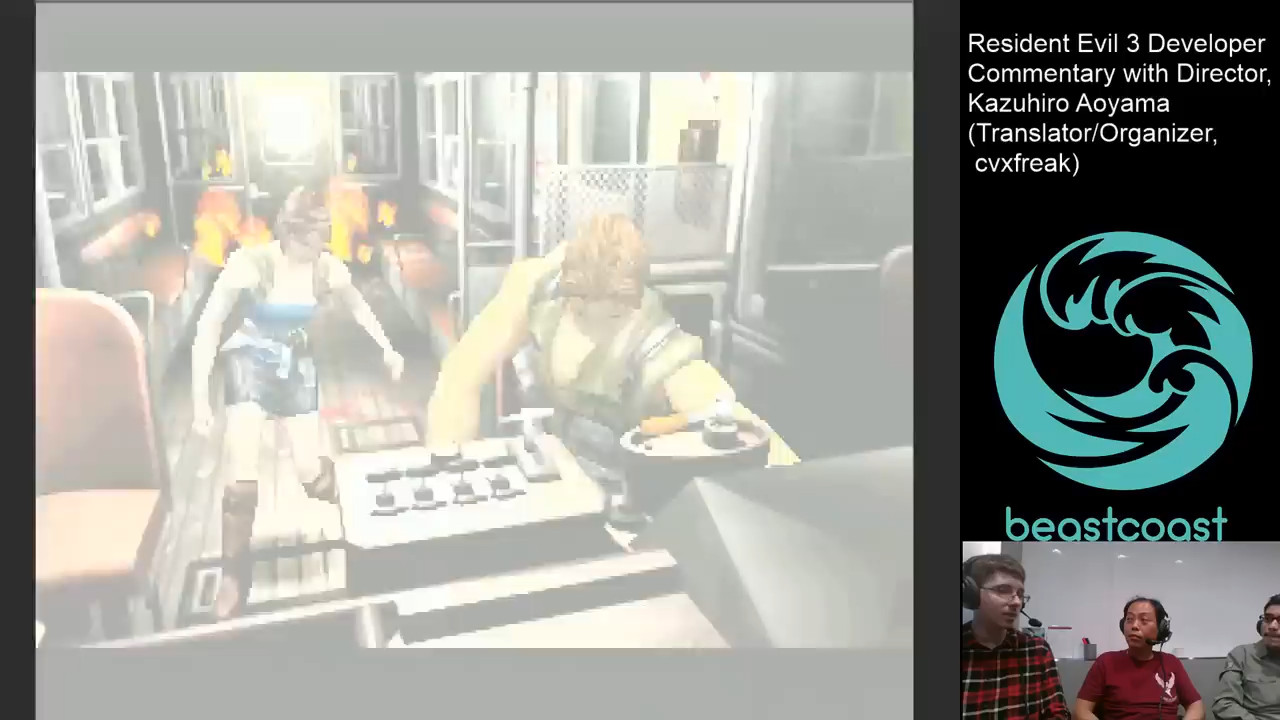 Resident Evil 3 Developer
Commentary with Director,
Kazuhiro Aoyama
(Translator/Organizer,
cvxfreak)
beastcoast